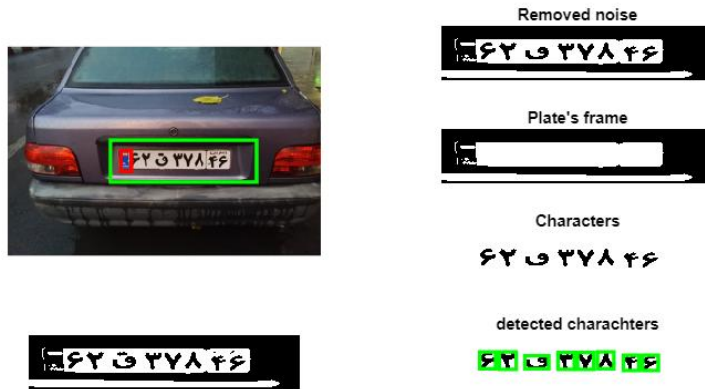 ۶۲ ق ۳۷۸ ۴۶
۶۲ ق ۳۷۸ ۴۶
Removed noise
۶۲ ٯ ۳۷۸ ۴۶
Plate's frame
Characters
۶۲ ٯ ۳۷۸ ۴۶
detected charachters
۶۲ ٯ ۳۷۸ ۴۶